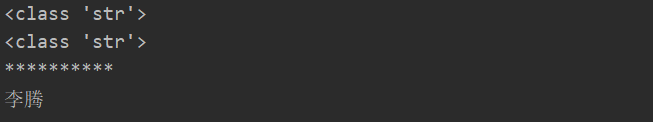 <class 'str'>
<class 'str'>
**********
李腾